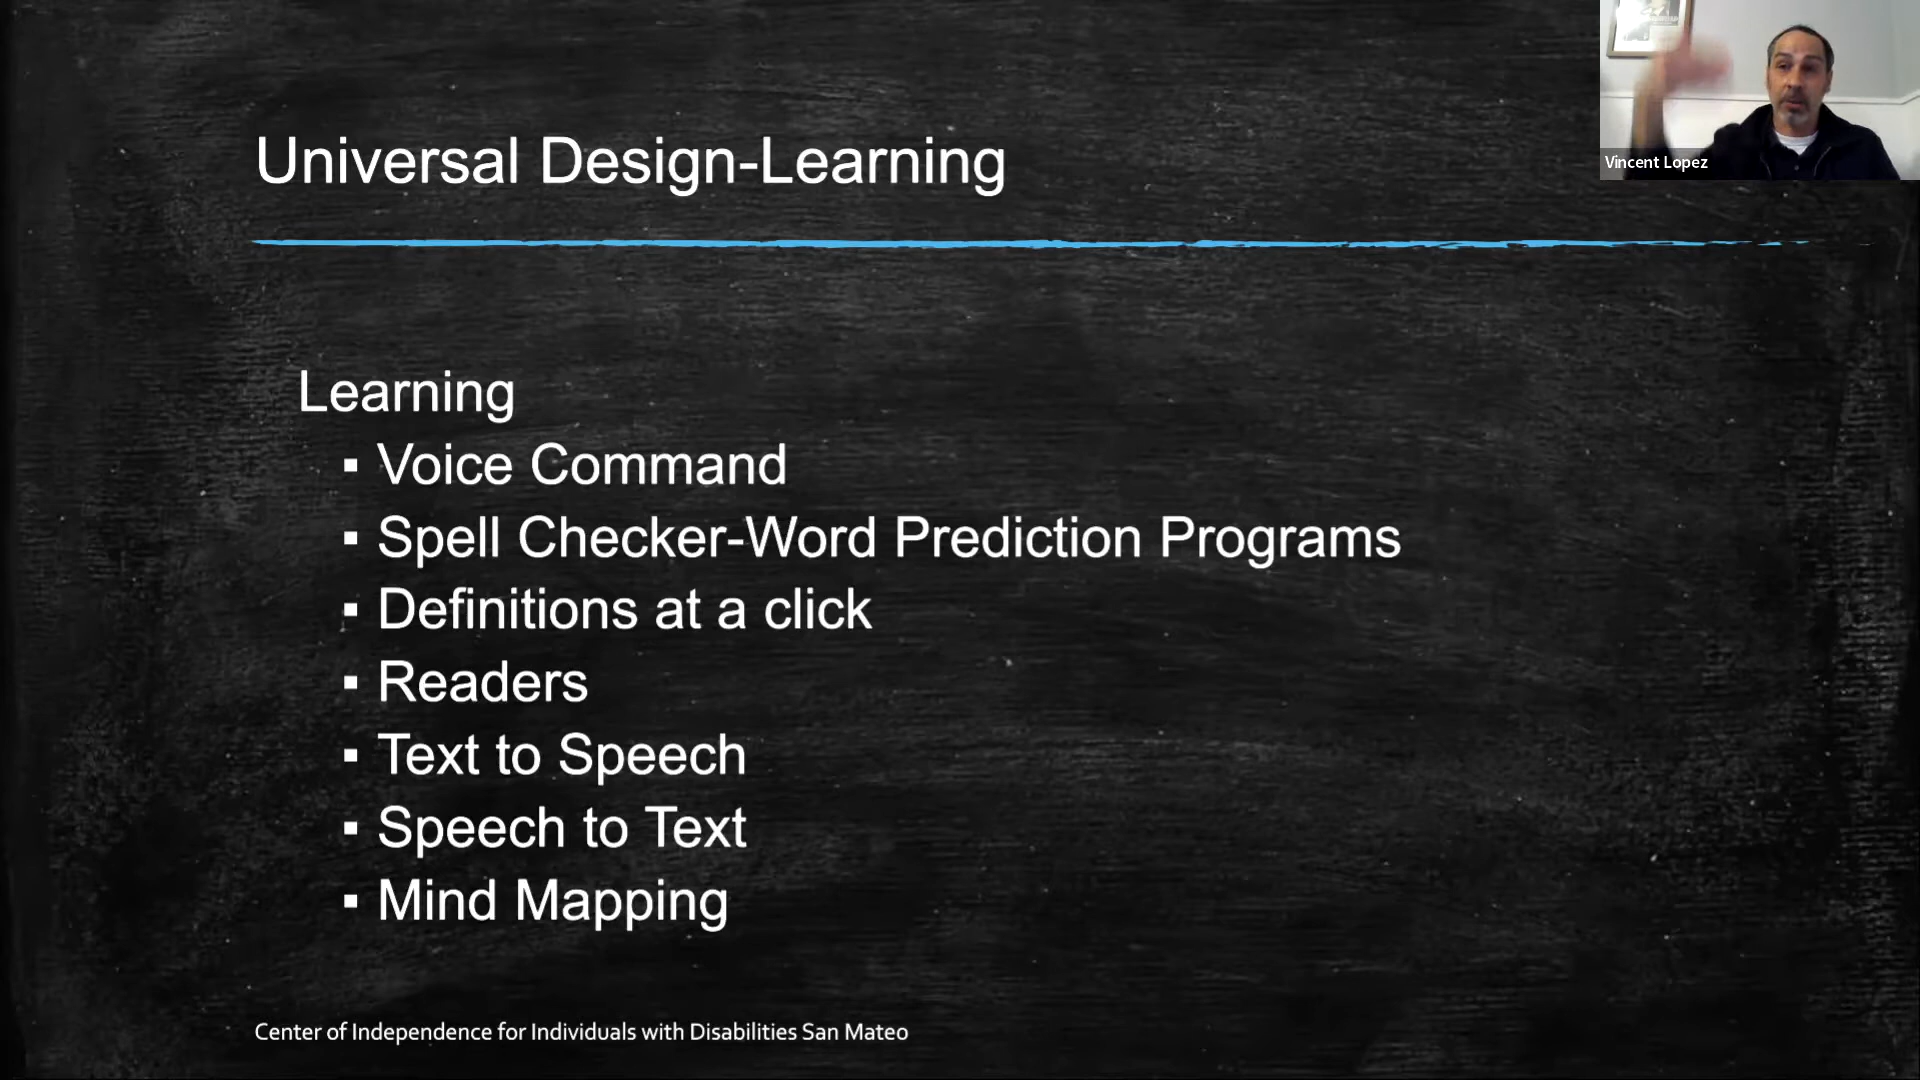 Universal Design-Learning
Vincent Lopez
Learning
▪ Voice Command
▪ Spell Checker-Word Prediction Programs
▪ Definitions at a click
▪ Readers
▪ Text to Speech
▪ Speech to Text
▪ Mind Mapping
Center of Independence for Individuals with Disabilities San Mateo